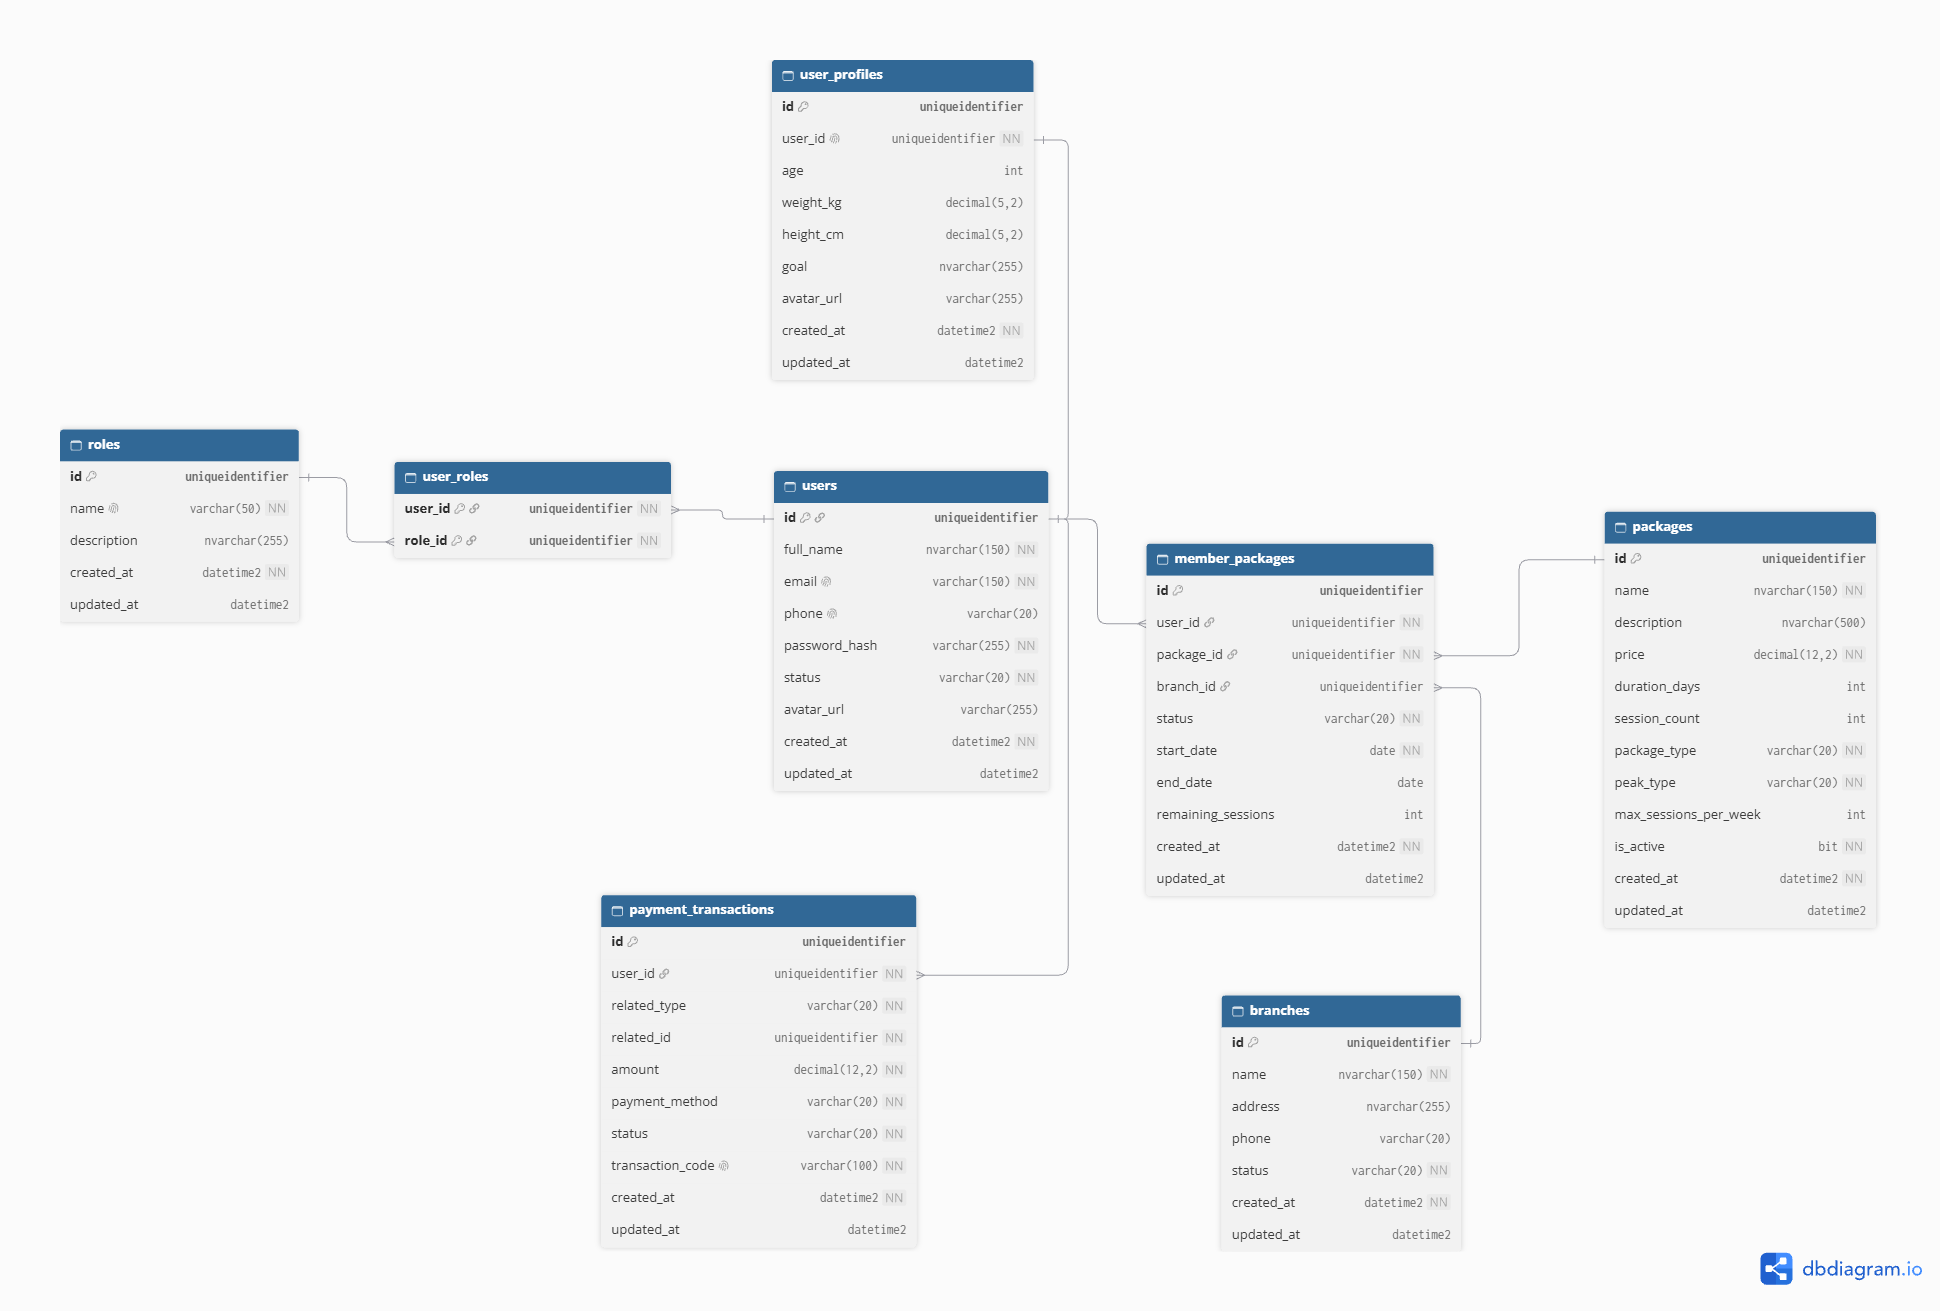 user_profiles
id uniqueidentifier
user_id uniqueidentifier NN
age int
weight_kg decimal(5,2)
height_cm decimal(5,2)
goal nvarchar(255)
avatar_url varchar(255)
created_at datetime2 NN
updated_at datetime2
roles
id uniqueidentifier
name varchar(50) NN
description nvarchar(255)
created_at datetime2 NN
updated_at datetime2
user_roles
user_id uniqueidentifier NN
role_id uniqueidentifier NN
users
id uniqueidentifier
full_name nvarchar(150) NN
email varchar(150) NN
phone varchar(20)
password_hash varchar(255) NN
status varchar(20) NN
avatar_url varchar(255)
created_at datetime2 NN
updated_at datetime2
member_packages
id uniqueidentifier
user_id uniqueidentifier NN
package_id uniqueidentifier NN
branch_id uniqueidentifier
status varchar(20) NN
start_date date NN
end_date date
remaining_sessions int
created_at datetime2 NN
updated_at datetime2
packages
id uniqueidentifier
name nvarchar(150) NN
description nvarchar(500)
price decimal(12,2) NN
duration_days int
session_count int
package_type varchar(20) NN
peak_type varchar(20) NN
max_sessions_per_week int
is_active bit NN
created_at datetime2 NN
updated_at datetime2
payment_transactions
id uniqueidentifier
user_id uniqueidentifier NN
related_type varchar(20) NN
related_id uniqueidentifier NN
amount decimal(12,2) NN
payment_method varchar(20) NN
status varchar(20) NN
transaction_code varchar(100) NN
created_at datetime2 NN
updated_at datetime2
branches
id uniqueidentifier
name nvarchar(150) NN
address nvarchar(255)
phone varchar(20)
status varchar(20) NN
created_at datetime2 NN
updated_at datetime2
dbdiagram.io